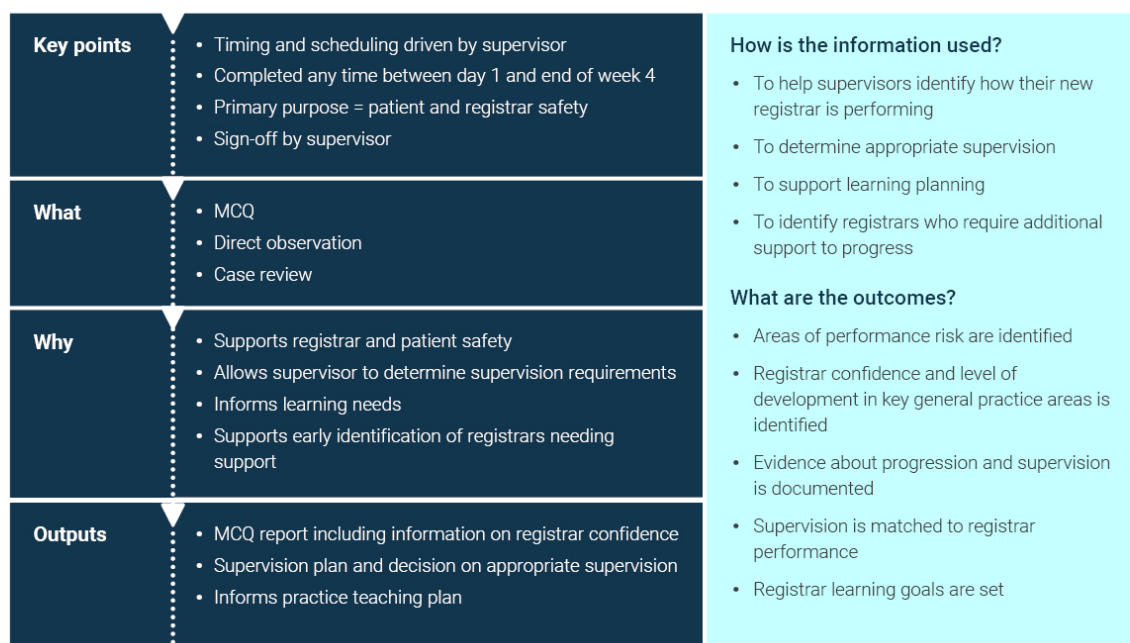 Key points
• Timing and scheduling driven by supervisor
• Completed any time between day 1 and end of week 4
• Primary purpose = patient and registrar safety
• Sign-off by supervisor
What
• MCQ
• Direct observation
• Case review
Why
• Supports registrar and patient safety
• Allows supervisor to determine supervision requirements
• Informs learning needs
• Supports early identification of registrars needing
support
Outputs
• MCQ report including information on registrar confidence
• Supervision plan and decision on appropriate supervision
• Informs practice teaching plan
How is the information used?
• To help supervisors identify how their new
registrar is performing
• To determine appropriate supervision
• To support learning planning
• To identify registrars who require additional
support to progress
What are the outcomes?
• Areas of performance risk are identified
• Registrar confidence and level of
development in key general practice areas is
identified
• Evidence about progression and supervision
is documented
• Supervision is matched to registrar
performance
• Registrar learning goals are set